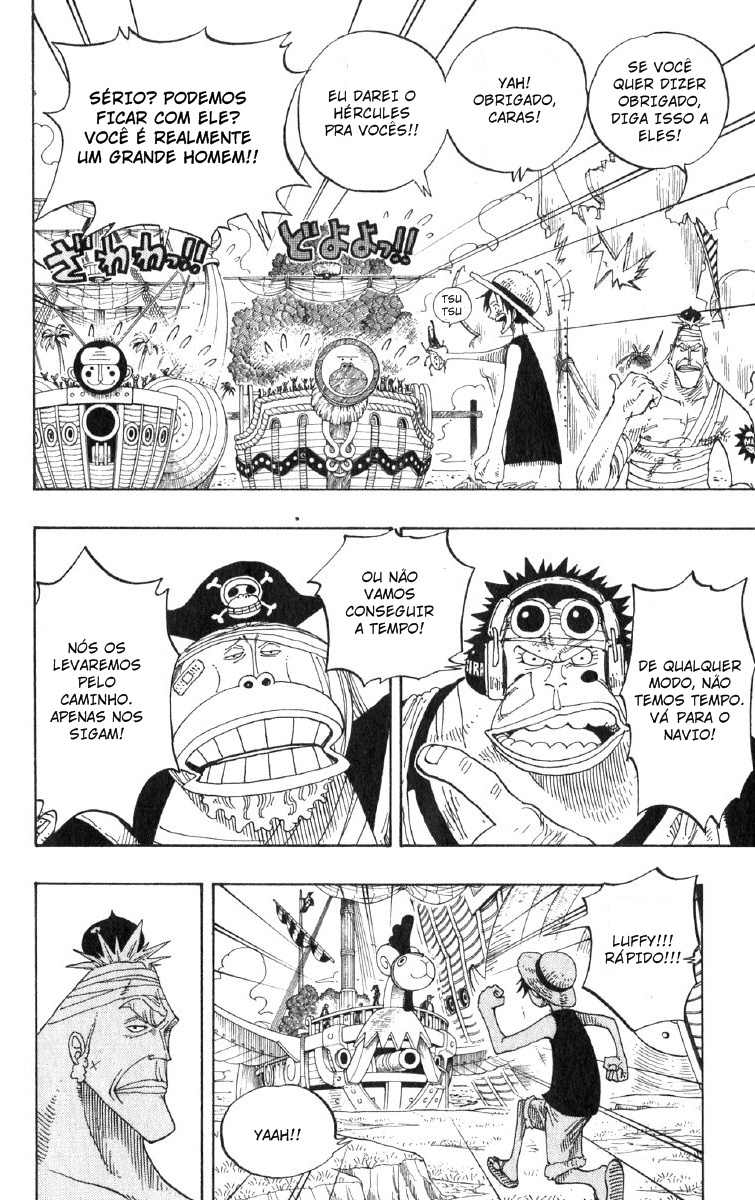 SE VOCÊ
QUER DIZER
OBRIGADO,
DIGA ISSO A
ELES!
YAH!
OBRIGADO,
CARAS!
EU DAREI O
HÉRCULES
PRA VOCÊS!!
SÉRIO? PODEMOS
FICAR COM ELE?
VOCÊ É REALMENTE
UM GRANDE HOMEM!!
どよよっ!!
ざわわっ!!
TSU
TSU
DE QUALQUER
MODO, NÃO
TEMOS TEMPO.
VÁ PARA O
NAVIO!
OU NÃO
VAMOS
CONSEGUIR
A TEMPO!
NÓS OS
LEVAREMOS
PELO
CAMINHO.
APENAS NOS
SIGAM!
LUFFY!!!
RÁPIDO!!!
YAAH!!